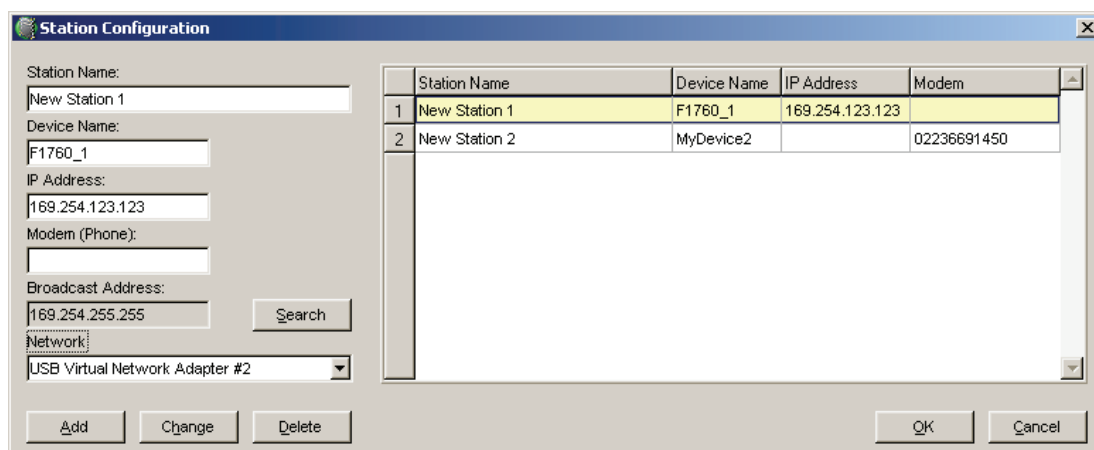 Station Configuration
Station Name:
New Station 1
Device Name:
F1760_1
IP Address:
169.254.123.123
Modem (Phone):
Broadcast Address:
169.254.255.255
Search
Network
USB Virtual Network Adapter #2
Add Change Delete
Station Name Device Name IP Address Modem
1 New Station 1 F1760_1 169.254.123.123
2 New Station 2 MyDevice2 02236691450
OK Cancel